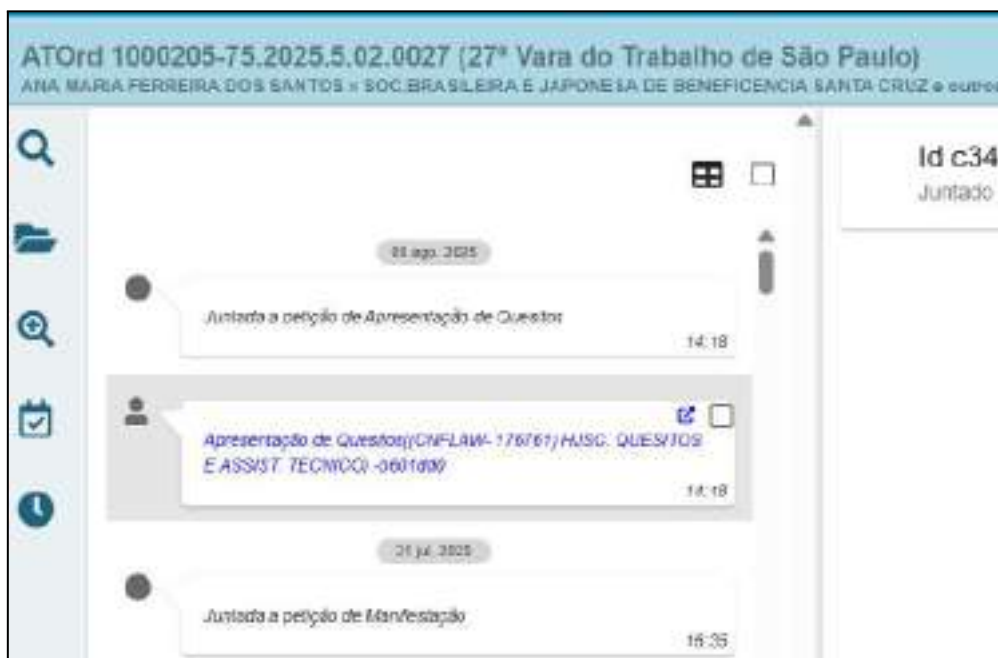 ATOrd 1000205-75.2025.5.02.0027 (27ª Vara do Trabalho de São Paulo)
ANA MARIA FERREIRA DOS SANTOS x SOC BRASILEIRA E JAPONESA DE BENEFICENCIA SANTA CRUZ e outros
Id c34
Juntado
ago. 2025
Juntada a petição de Apresentação de Quesitos
14:18
Apresentação de Quesitos((CNFLAW- 176761) HJSC. QUESITOS
E ASSIST. TECNICO)
14:18
jul. 2025
Juntada a petição de Manifestação
16:35